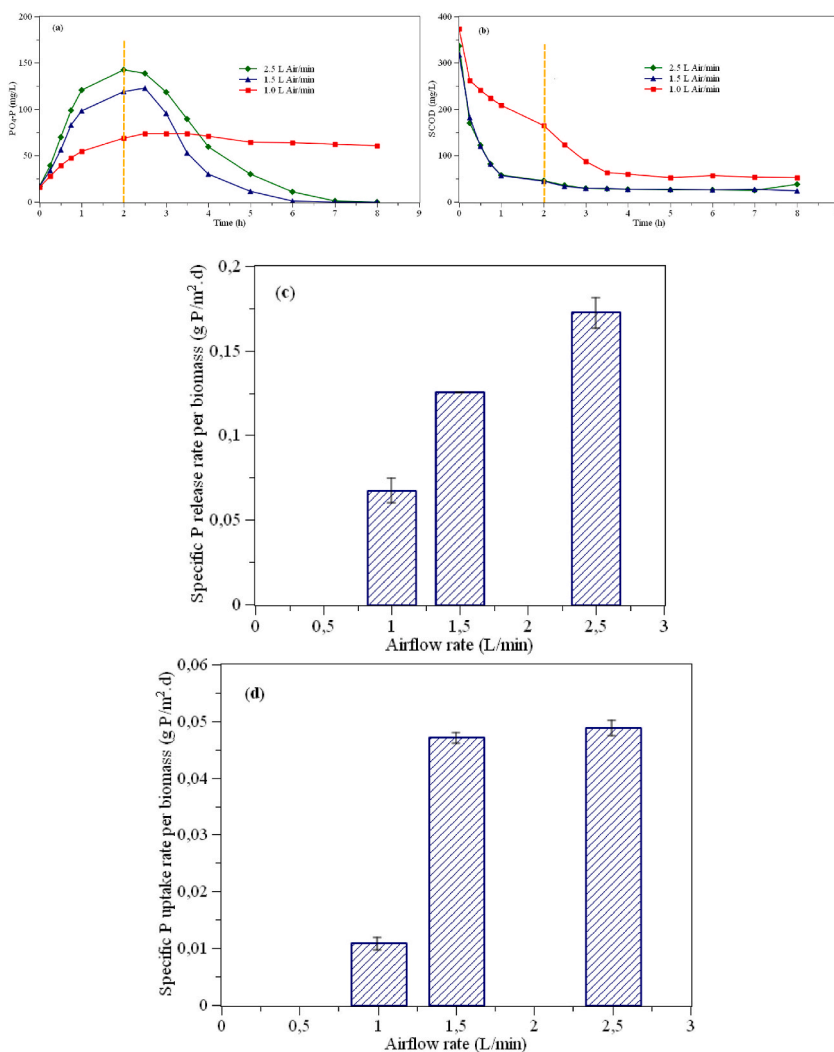 (a)
PO₄-P (mg/L)
200
150
100
50
0
2.5 L Air/min
1.5 L Air/min
1.0 L Air/min
0 1 2 3 4 5 6 7 8 9
Time (h)
(b)
SCOD (mg/L)
400
300
200
100
0
2.5 L Air/min
1.5 L Air/min
1.0 L Air/min
0 1 2 3 4 5 6 7 8
Time (h)
(c)
Specific P release rate per biomass (g P/m².d)
0,2
0,15
0,1
0,05
0
0 0,5 1 1,5 2 2,5 3
Airflow rate (L/min)
(d)
Specific P uptake rate per biomass (g P/m².d)
0,06
0,05
0,04
0,03
0,02
0,01
0
0 0,5 1 1,5 2 2,5 3
Airflow rate (L/min)